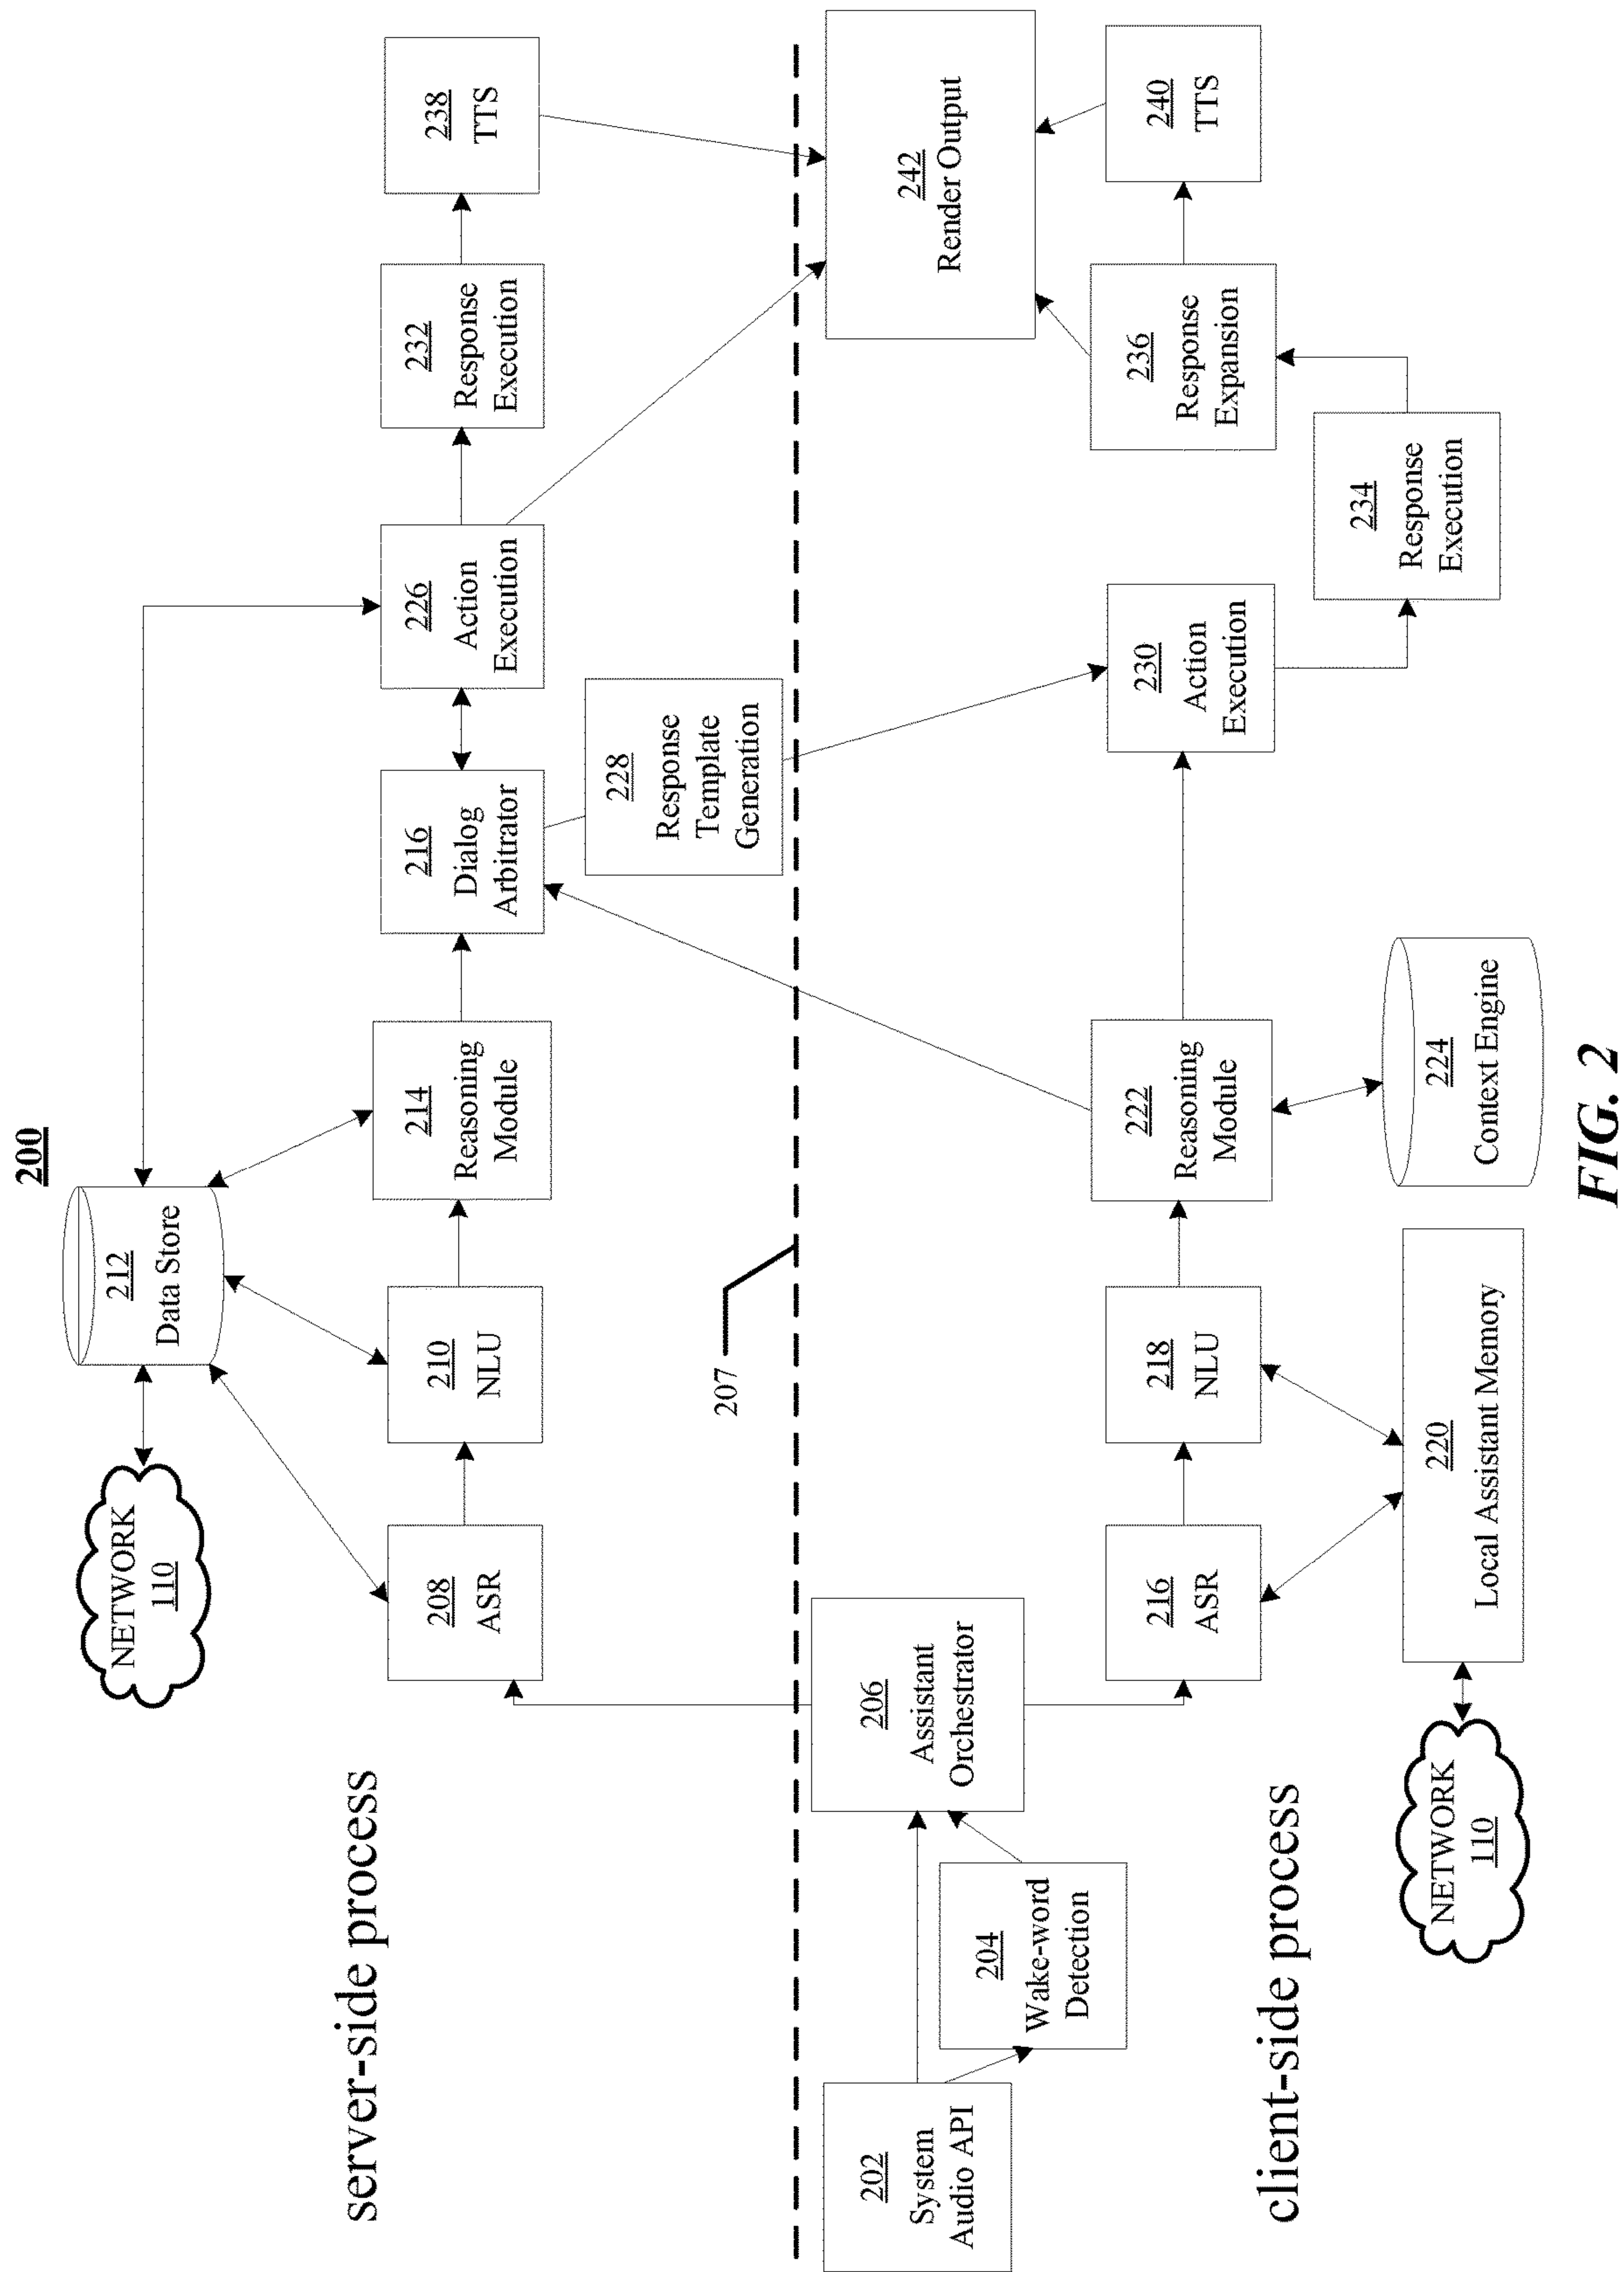 200
server-side process
NETWORK
110
212
Data Store
208
ASR
210
NLU
214
Reasoning
Module
216
Dialog
Arbitrator
226
Action
Execution
232
Response
Execution
238
TTS
228
Response
Template
Generation
207
202
System
Audio API
204
Wake-word
Detection
206
Assistant
Orchestrator
242
Render Output
216
ASR
218
NLU
222
Reasoning
Module
230
Action
Execution
236
Response
Expansion
240
TTS
234
Response
Execution
client-side process
NETWORK
110
220
Local Assistant Memory
224
Context Engine
FIG. 2